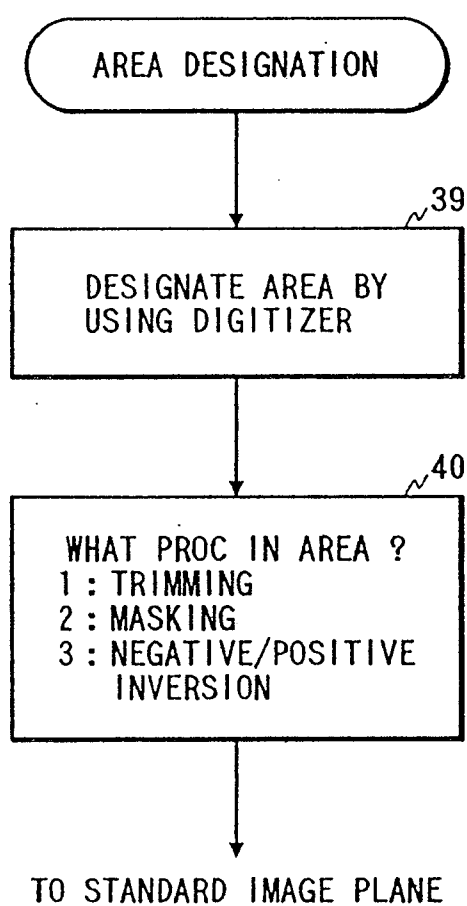 AREA DESIGNATION
39
DESIGNATE AREA BY
USING DIGITIZER
40
WHAT PROC IN AREA ?
1 : TRIMMING
2 : MASKING
3 : NEGATIVE/POSITIVE
INVERSION
TO STANDARD IMAGE PLANE